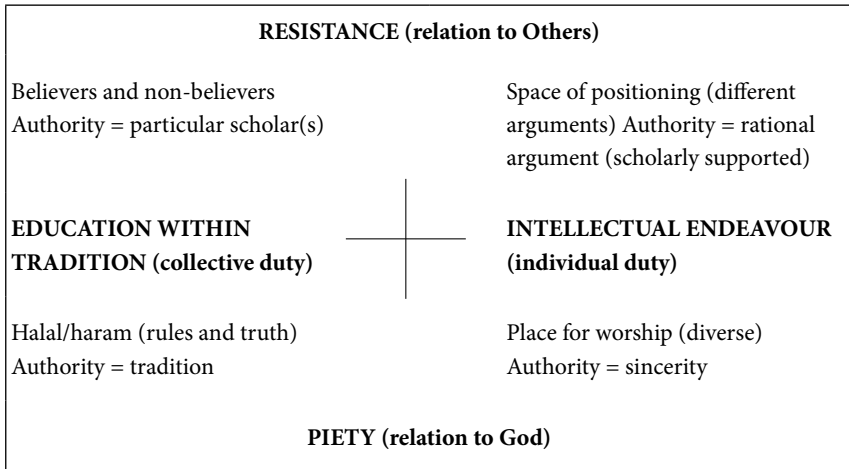 RESISTANCE (relation to Others)
Believers and non-believers
Authority = particular scholar(s)
Space of positioning (different
arguments) Authority = rational
argument (scholarly supported)
EDUCATION WITHIN
TRADITION (collective duty)
INTELLECTUAL ENDEAVOUR
(individual duty)
Halal/haram (rules and truth)
Authority = tradition
Place for worship (diverse)
Authority = sincerity
PIETY (relation to God)